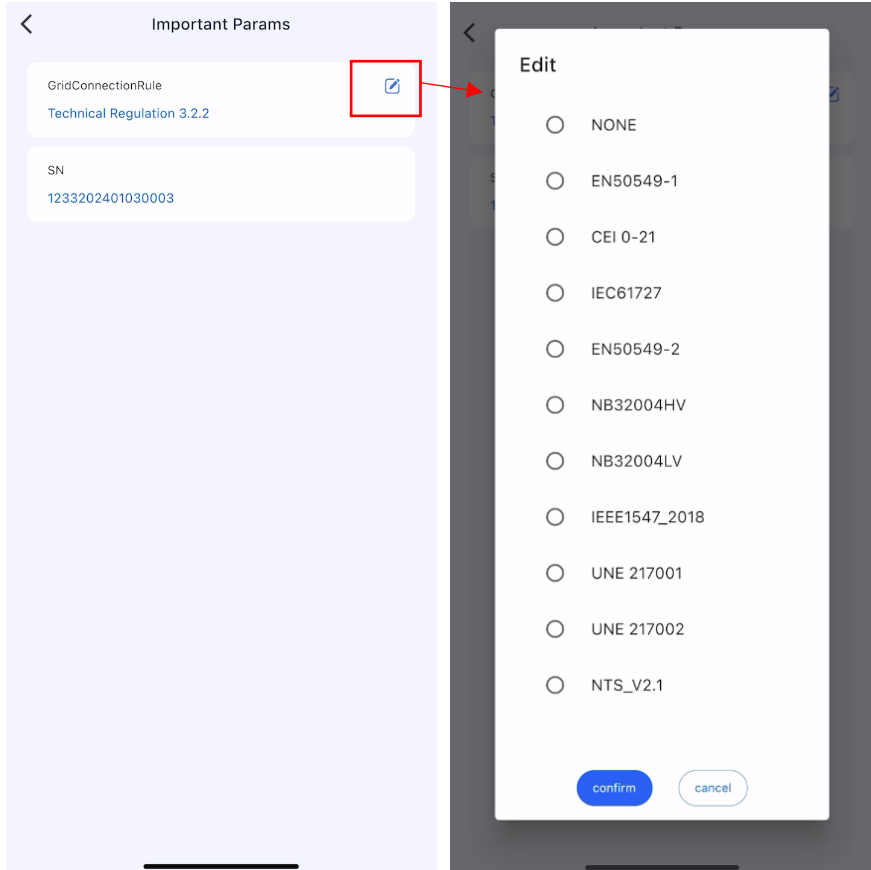 Important Params
GridConnectionRule
Technical Regulation 3.2.2
SN
1233202401030003
Edit
NONE
EN50549-1
CEI 0-21
IEC61727
EN50549-2
NB32004HV
NB32004LV
IEEE1547_2018
UNE 217001
UNE 217002
NTS_V2.1
confirm
cancel